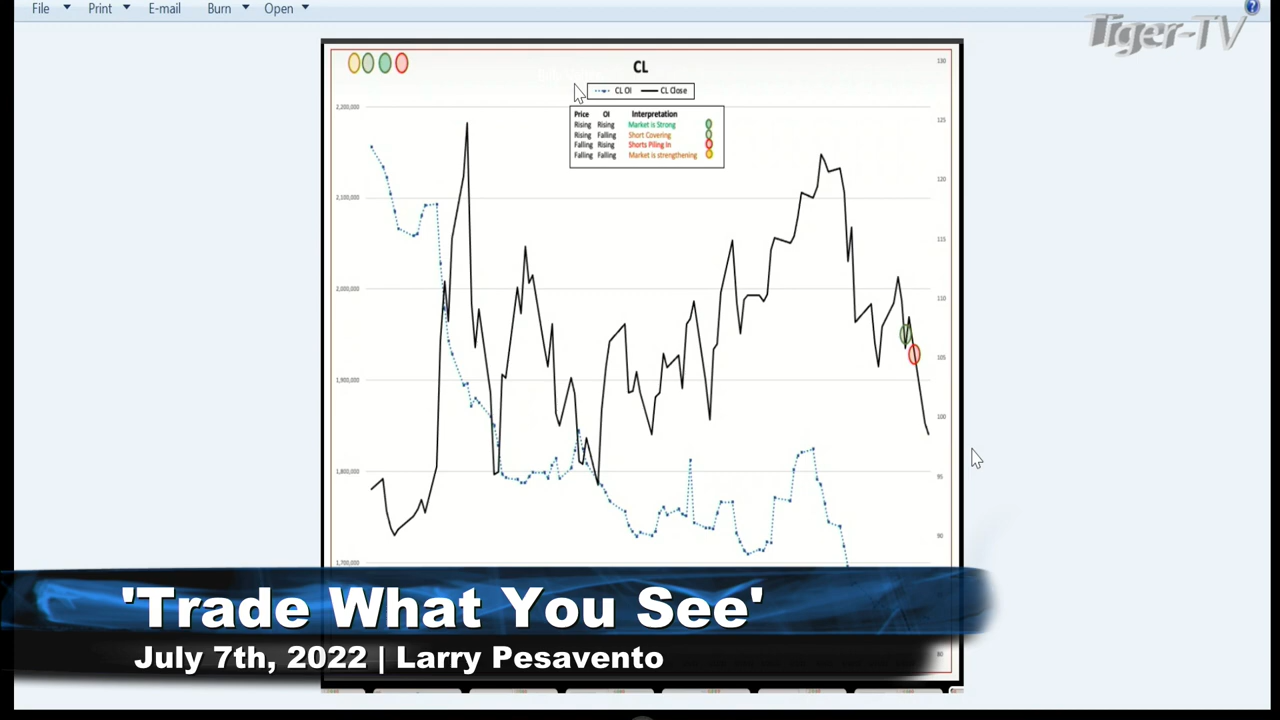 File Print E-mail Burn Open
Tiger-TV
CL
CL OI CL Close
Price OI Interpretation
Rising Rising Market is Strong
Rising Falling Short Covering
Falling Rising Shorts Piling In
Falling Falling Market is strengthening
2,200,000
2,100,000
2,000,000
1,900,000
1,800,000
1,700,000
130
125
120
115
110
105
100
95
90
80
'Trade What You See'
July 7th, 2022 | Larry Pesavento